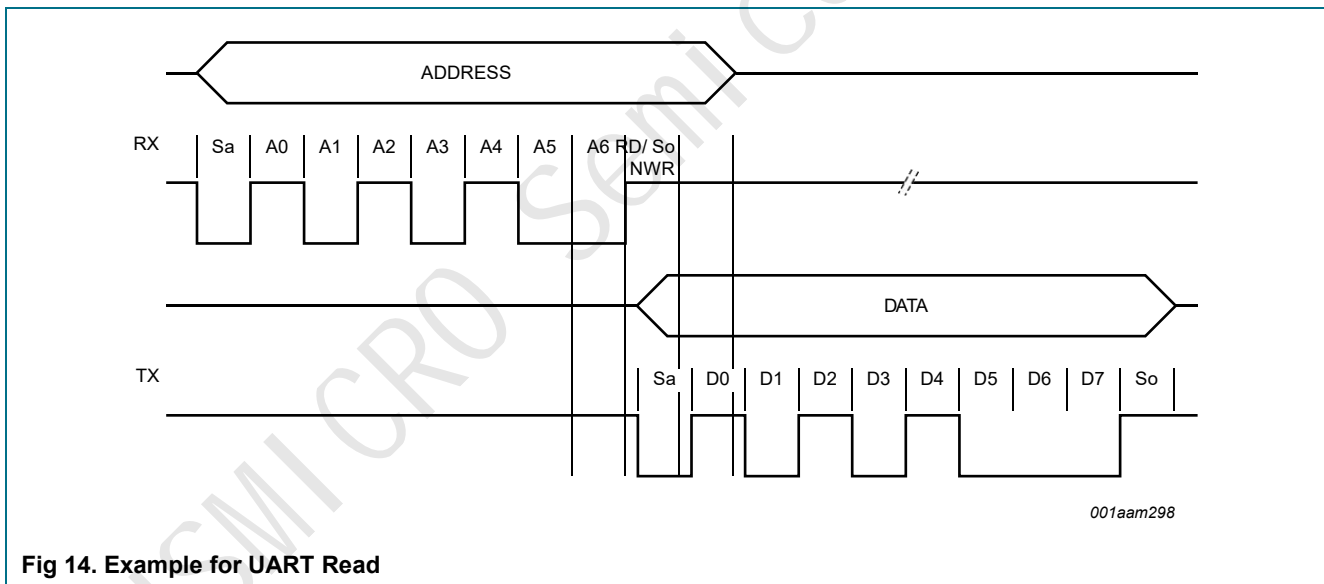 ADDRESS
RX Sa A0 A1 A2 A3 A4 A5 A6 RD/ So
NWR
DATA
TX Sa D0 D1 D2 D3 D4 D5 D6 D7 So
001aam298
Fig 14. Example for UART Read